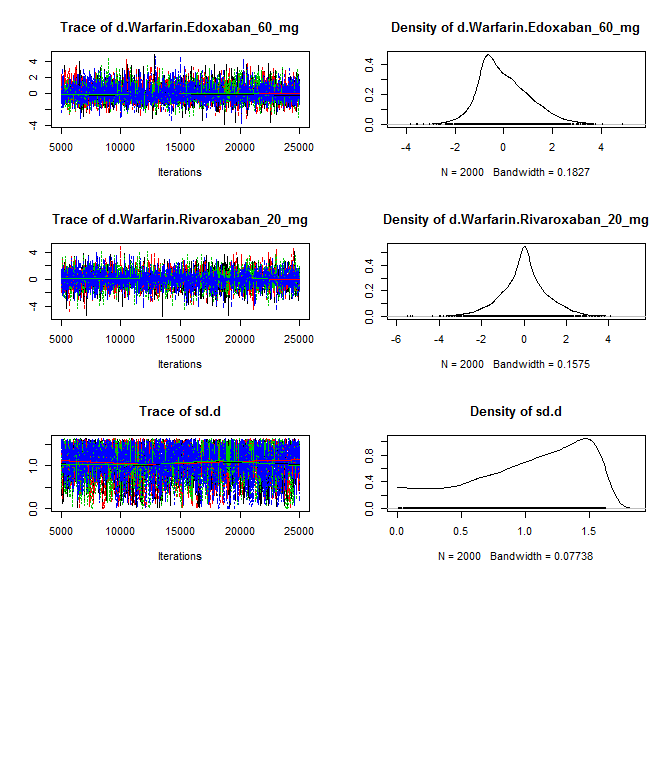 Trace of d.Warfarin.Edoxaban_60_mg
-4 0 2 4
5000 10000 15000 20000 25000
Iterations
Density of d.Warfarin.Edoxaban_60_mg
0.0 0.2 0.4
-4 -2 0 2 4
N = 2000 Bandwidth = 0.1827
Trace of d.Warfarin.Rivaroxaban_20_mg
-4 0 4
5000 10000 15000 20000 25000
Iterations
Density of d.Warfarin.Rivaroxaban_20_mg
0.0 0.2 0.4
-6 -4 -2 0 2 4
N = 2000 Bandwidth = 0.1575
Trace of sd.d
0.0 1.0
5000 10000 15000 20000 25000
Iterations
Density of sd.d
0.0 0.4 0.8
0.0 0.5 1.0 1.5
N = 2000 Bandwidth = 0.07738